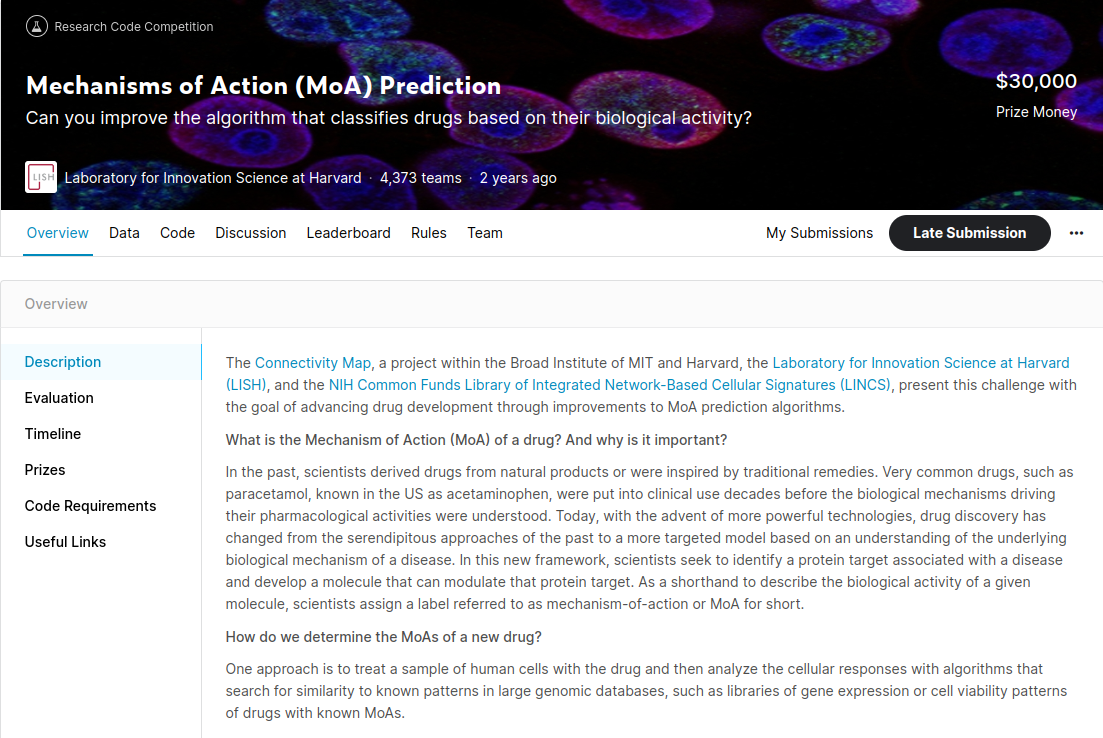 Research Code Competition
Mechanisms of Action (MoA) Prediction
Can you improve the algorithm that classifies drugs based on their biological activity?
$30,000
Prize Money
LISH
Laboratory for Innovation Science at Harvard · 4,373 teams · 2 years ago
Overview Data Code Discussion Leaderboard Rules Team My Submissions Late Submission ···
Overview
Description
Evaluation
Timeline
Prizes
Code Requirements
Useful Links
The Connectivity Map, a project within the Broad Institute of MIT and Harvard, the Laboratory for Innovation Science at Harvard
(LISH), and the NIH Common Funds Library of Integrated Network-Based Cellular Signatures (LINCS), present this challenge with
the goal of advancing drug development through improvements to MoA prediction algorithms.
What is the Mechanism of Action (MoA) of a drug? And why is it important?
In the past, scientists derived drugs from natural products or were inspired by traditional remedies. Very common drugs, such as
paracetamol, known in the US as acetaminophen, were put into clinical use decades before the biological mechanisms driving
their pharmacological activities were understood. Today, with the advent of more powerful technologies, drug discovery has
changed from the serendipitous approaches of the past to a more targeted model based on an understanding of the underlying
biological mechanism of a disease. In this new framework, scientists seek to identify a protein target associated with a disease
and develop a molecule that can modulate that protein target. As a shorthand to describe the biological activity of a given
molecule, scientists assign a label referred to as mechanism-of-action or MoA for short.
How do we determine the MoAs of a new drug?
One approach is to treat a sample of human cells with the drug and then analyze the cellular responses with algorithms that
search for similarity to known patterns in large genomic databases, such as libraries of gene expression or cell viability patterns
of drugs with known MoAs.